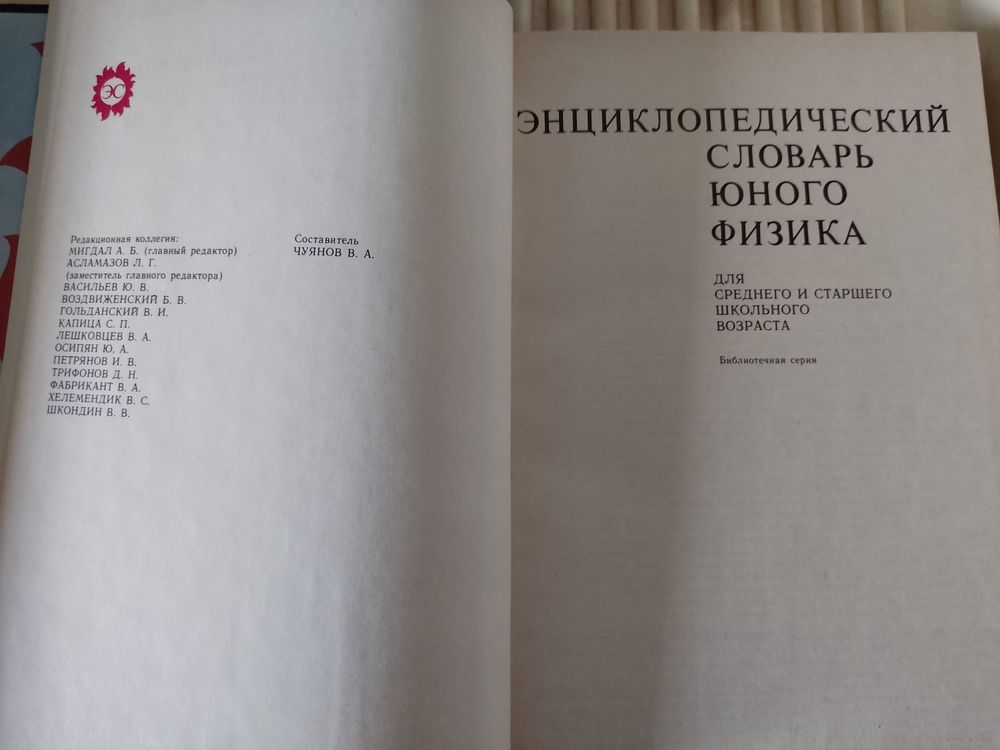 ЭС
Редакционная коллегия:
МИГДАЛ А. Б. (главный редактор)
АСЛАМАЗОВ Л. Г.
(заместитель главного редактора)
ВАСИЛЬЕВ Ю. В.
ВОЗДВИЖЕНСКИЙ Б. В.
ГОЛЬДАНСКИЙ В. И.
КАПИЦА С. П.
ЛЕШКОВЦЕВ В. А.
ОСИПЯН Ю. А.
ПЕТРЯНОВ И. В.
ТРИФОНОВ Д. Н.
ФАБРИКАНТ В. А.
ХЕЛЕМЕНДИК В. С.
ШКОНДИН В. В.
Составитель
ЧУЯНОВ В. А.
ЭНЦИКЛОПЕДИЧЕСКИЙ
СЛОВАРЬ
ЮНОГО
ФИЗИКА
ДЛЯ
СРЕДНЕГО И СТАРШЕГО
ШКОЛЬНОГО
ВОЗРАСТА
Библиотечная серия